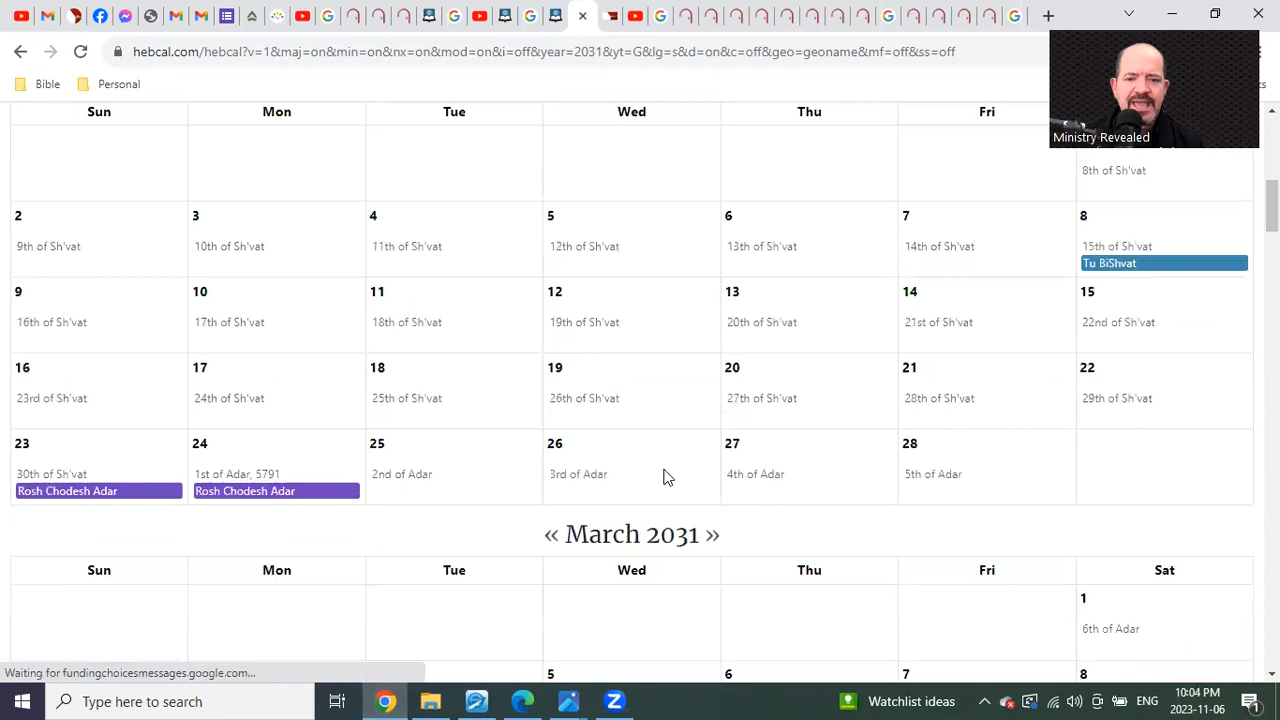 hebcal.com/hebcal?v=1&maj=on&min=on&nx=on&mod=on&i=off&year=2031&yt=G&lg=s&d=on&c=off&geo=geoname&mf=off&ss=off
Bible Personal
Ministry Revealed
Sun Mon Tue Wed Thu Fri
8th of Sh'vat
2 3 4 5 6 7 8
9th of Sh'vat 10th of Sh'vat 11th of Sh'vat 12th of Sh'vat 13th of Sh'vat 14th of Sh'vat 15th of Sh'vat
Tu BiShvat
9 10 11 12 13 14 15
16th of Sh'vat 17th of Sh'vat 18th of Sh'vat 19th of Sh'vat 20th of Sh'vat 21st of Sh'vat 22nd of Sh'vat
16 17 18 19 20 21 22
23rd of Sh'vat 24th of Sh'vat 25th of Sh'vat 26th of Sh'vat 27th of Sh'vat 28th of Sh'vat 29th of Sh'vat
23 24 25 26 27 28
30th of Sh'vat 1st of Adar, 5791 2nd of Adar 3rd of Adar 4th of Adar 5th of Adar
Rosh Chodesh Adar Rosh Chodesh Adar
« March 2031 »
Sun Mon Tue Wed Thu Fri Sat
1
6th of Adar
5 6 7 8
Waiting for fundingchoicesmessages.google.com...
Type here to search
Watchlist ideas
ENG
10:04 PM
2023-11-06
1